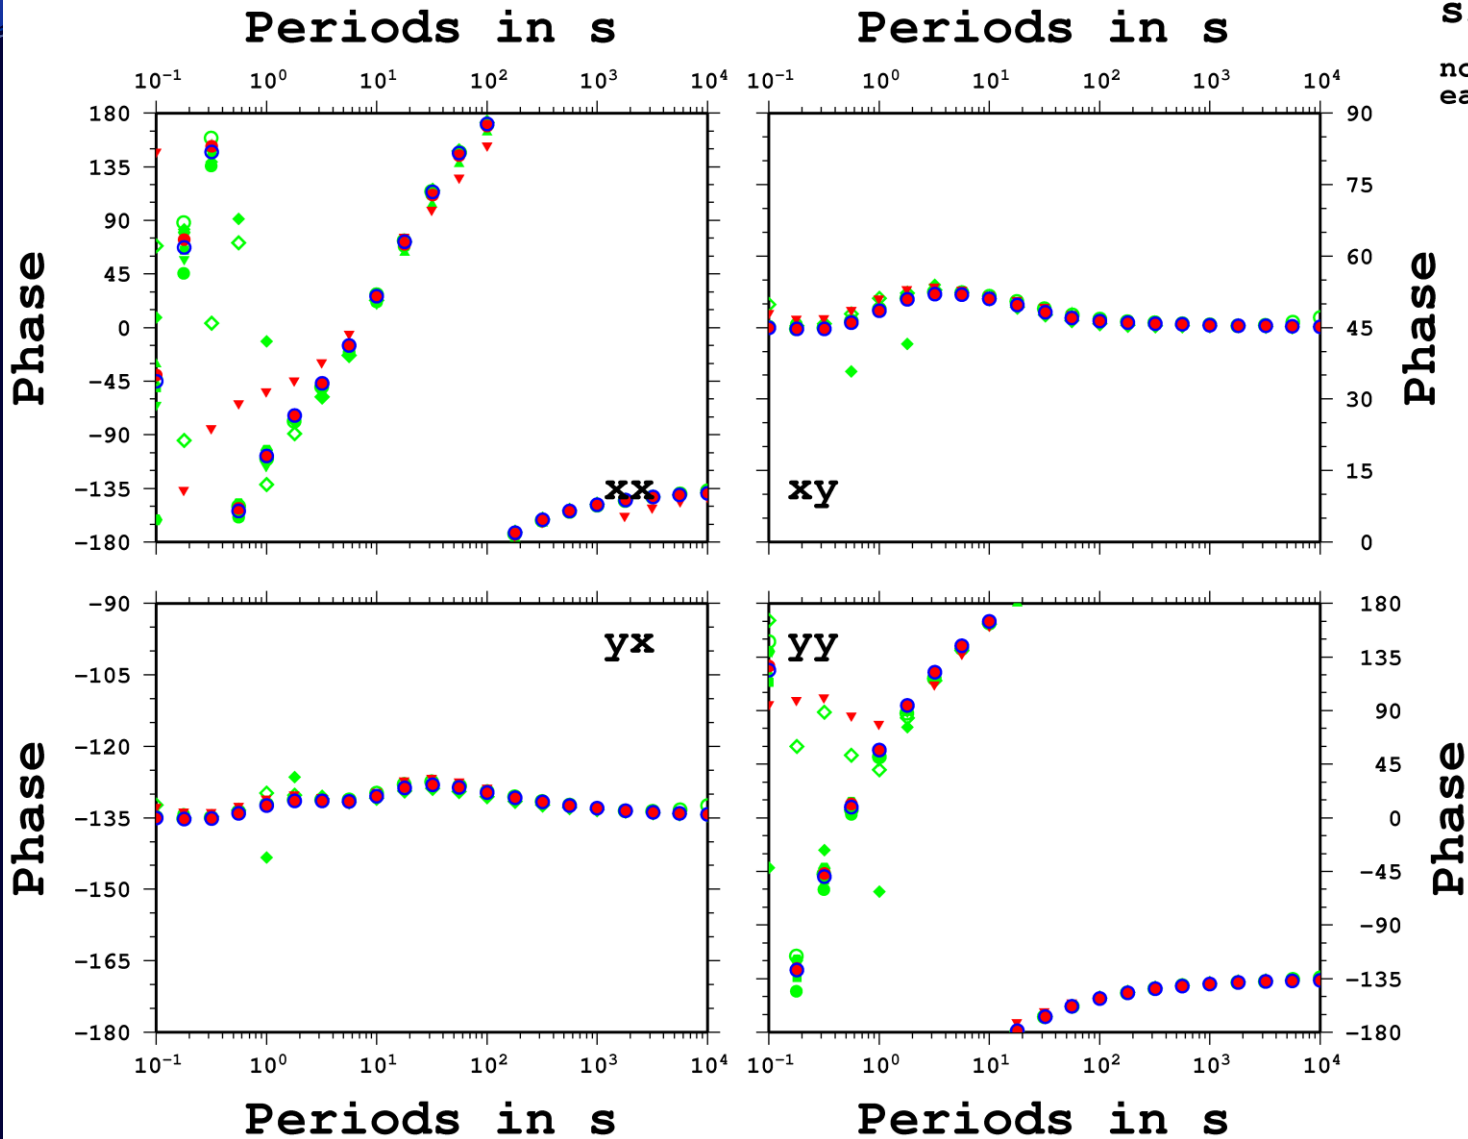 Periods in s Periods in s
s
10⁻¹ 10⁰ 10¹ 10² 10³ 10⁴ 10⁻¹ 10⁰ 10¹ 10² 10³ 10⁴
no
ea
180 90
135 75
90 60
45
0 45
−45
−90 30
−135 15
−180 0
Phase Phase
xx xy
−90 180
−105 135
90
−120 45
−135 0
−150 −45
−90
−165 −135
−180 −180
Phase Phase
yx yy
10⁻¹ 10⁰ 10¹ 10² 10³ 10⁴ 10⁻¹ 10⁰ 10¹ 10² 10³ 10⁴
Periods in s Periods in s